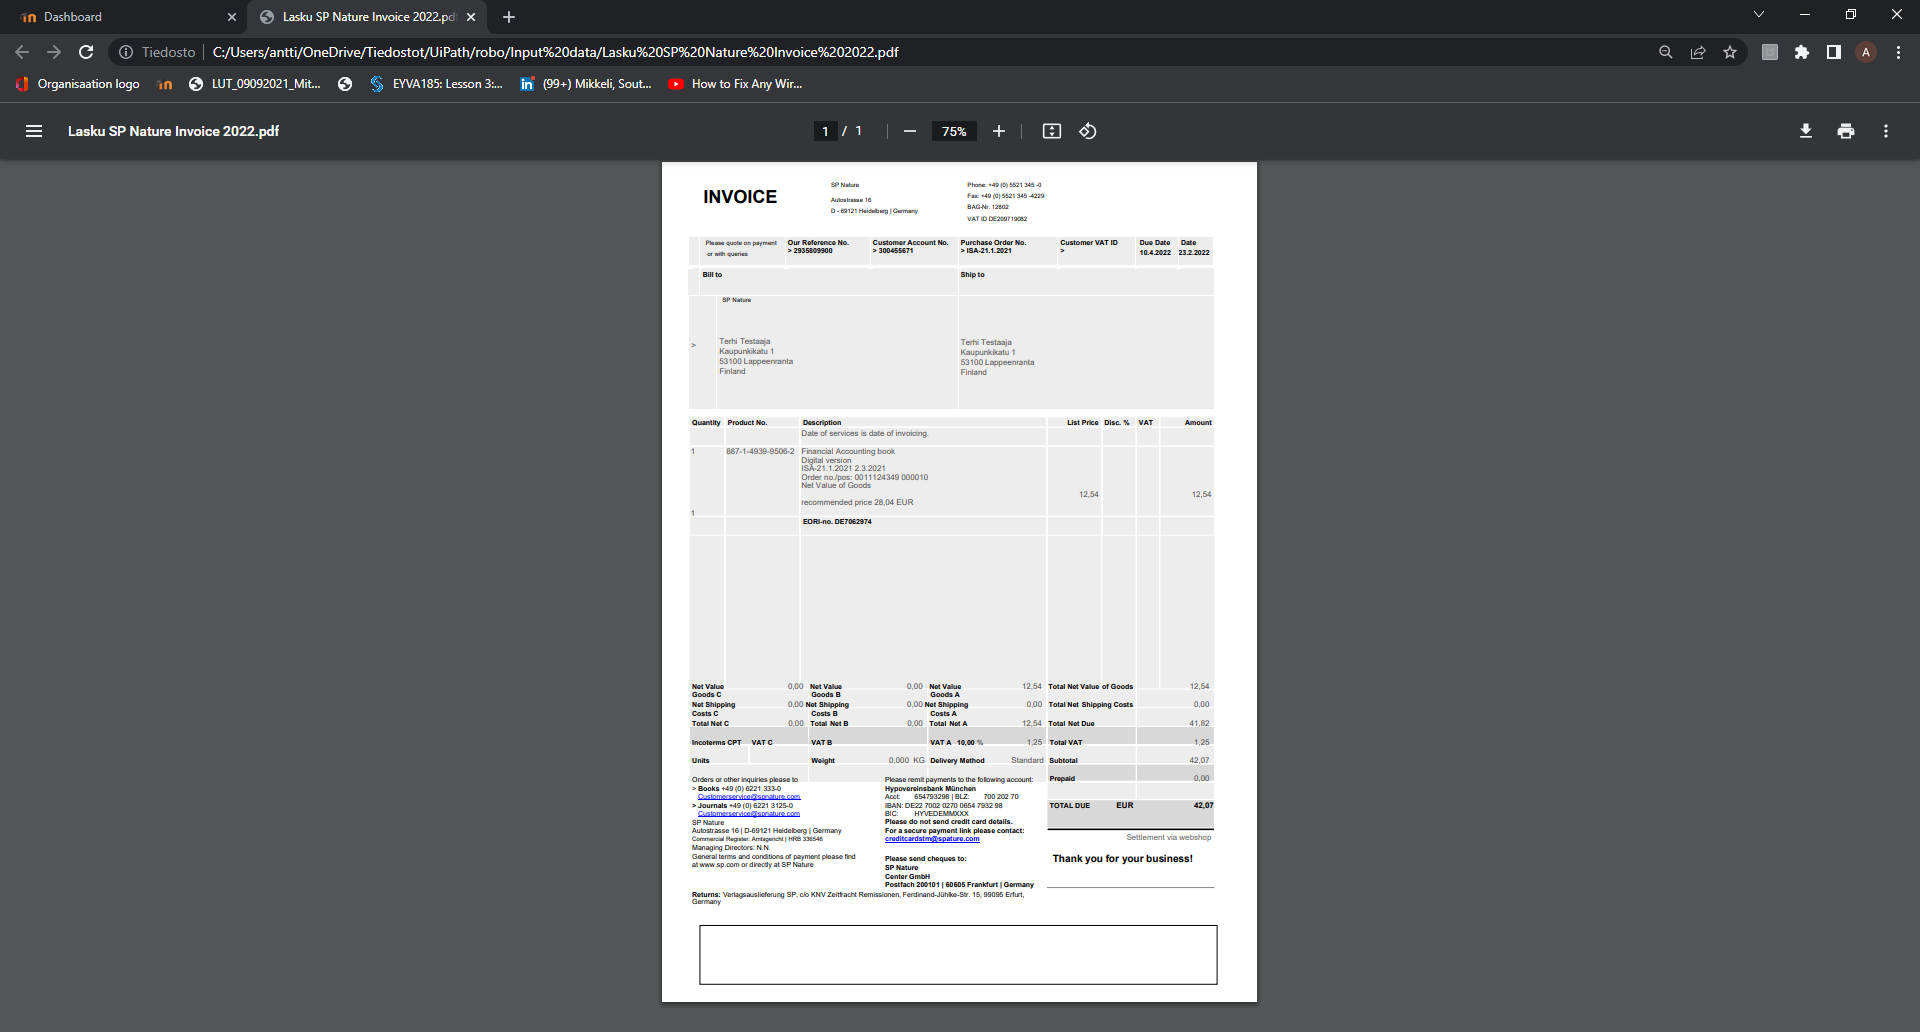 Dashboard
Lasku SP Nature Invoice 2022.pd
Tiedosto
C:/Users/antti/OneDrive/Tiedostot/UiPath/robo/Input%20data/Lasku%20SP%20Nature%20Invoice%202022.pdf
A
Organisaation logo
LUT_09092021_Mit...
EYVA185: Lesson 3:...
(99+) Mikkeli, Sout...
How to Fix Any Wir...
Lasku SP Nature Invoice 2022.pdf
1 / 1
75%
INVOICE
SP Nature
Autostrasse 16
D - 69121 Heidelberg | Germany
Phone: +49 (0) 5521 345 -0
Fax: +49 (0) 5521 345 -4229
BAG-Nr. 12802
VAT ID DE209719082
Please quote on payment
or with queries
Our Reference No.
> 2935809900
Customer Account No.
> 300455671
Purchase Order No.
> ISA-21.1.2021
Customer VAT ID
>
Due Date
10.4.2022
Date
23.2.2022
Bill to
Ship to
SP Nature
>
Terhi Testaaja
Kaupunkikatu 1
53100 Lappeenranta
Finland
Terhi Testaaja
Kaupunkikatu 1
53100 Lappeenranta
Finland
Quantity Product No. Description List Price Disc. % VAT Amount
Date of services is date of invoicing.
1 887-1-4939-9506-2 Financial Accounting book
Digital version
ISA-21.1.2021 2.3.2021
Order no./pos: 0011124349 000010
Net Value of Goods
12,54 12,54
recommended price 28,04 EUR
1
EORI-no. DE7062974
Net Value Goods C 0,00 Net Value Goods B 0,00 Net Value Goods A 12,54 Total Net Value of Goods 12,54
Net Shipping Costs C 0,00 Net Shipping Costs B 0,00 Net Shipping Costs A 0,00 Total Net Shipping Costs 0,00
Total Net C 0,00 Total Net B 0,00 Total Net A 12,54 Total Net Due 41,82
Incoterms CPT VAT C VAT B VAT A 10,00 % 1,25 Total VAT 1,25
Units Weight 0,000 KG Delivery Method Standard Subtotal 42,07
Prepaid 0,00
TOTAL DUE EUR 42,07
Settlement via webshop
Thank you for your business!
Orders or other inquiries please to
> Books +49 (0) 6221 333-0
Customerservice@spnature.com
> Journals +49 (0) 6221 3125-0
Customerservice@spnature.com
SP Nature
Autostrasse 16 | D-69121 Heidelberg | Germany
Commercial Register: Amtsgericht | HRB 336546
Managing Directors: N.N.
General terms and conditions of payment please find
at www.sp.com or directly at SP Nature
Please remit payments to the following account:
Hypovereinsbank München
Acct: 654793298 | BLZ: 700 202 70
IBAN: DE22 7002 0270 0654 7932 98
BIC: HYVEDEMMXXX
Please do not send credit card details.
For a secure payment link please contact:
creditcardstm@spature.com
Please send cheques to:
SP Nature
Center GmbH
Postfach 200101 | 60605 Frankfurt | Germany
Returns: Verlagsauslieferung SP, c/o KNV Zeitfracht Remissionen, Ferdinand-Jühlke-Str. 15, 99095 Erfurt,
Germany